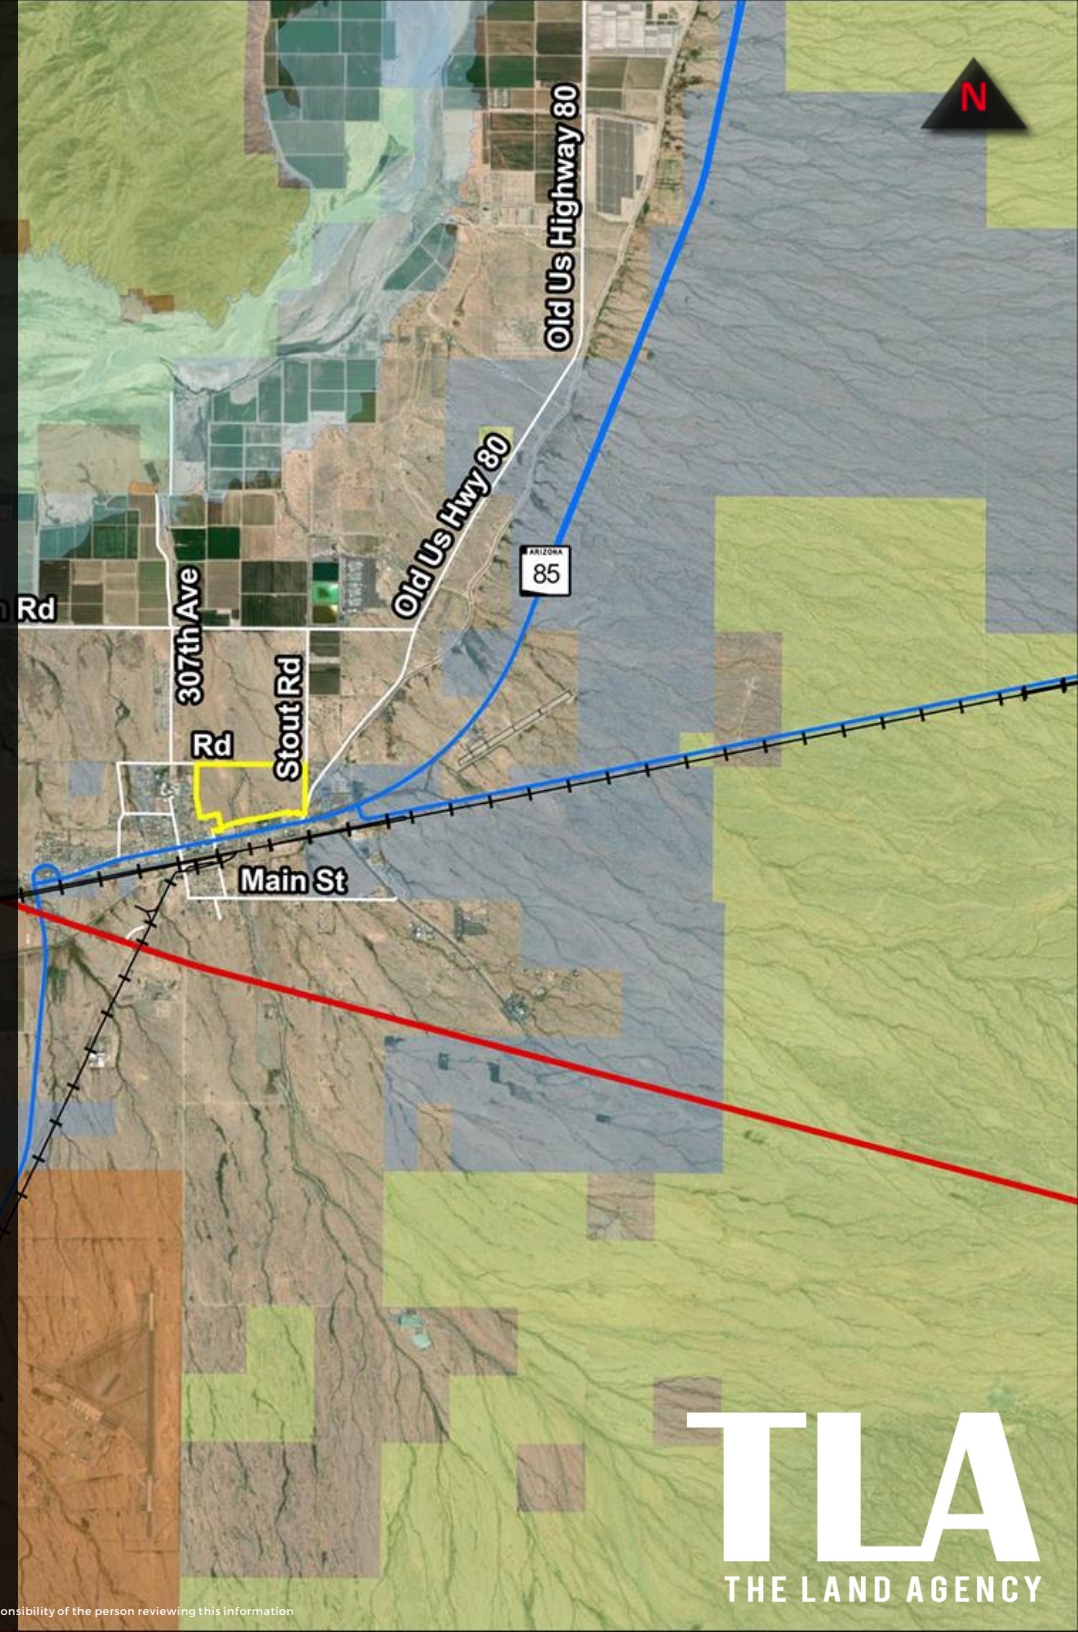 N
Old Us Highway 80
Old Us Hwy 80
ARIZONA
85
Rd
307th Ave
Stout Rd
Rd
Main St
TLA
THE LAND AGENCY
onsibility of the person reviewing this information